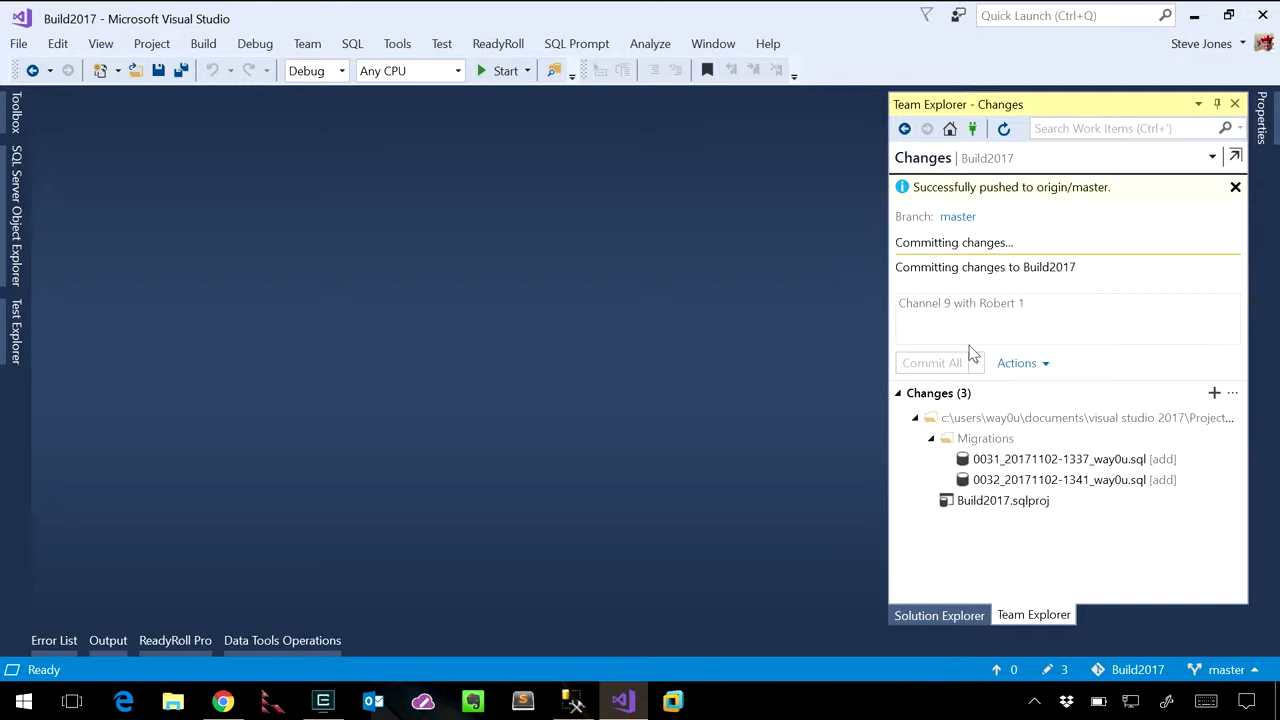 Build2017 - Microsoft Visual Studio
Quick Launch (Ctrl+Q)
File Edit View Project Build Debug Team SQL Tools Test ReadyRoll SQL Prompt Analyze Window Help
Steve Jones
Debug Any CPU Start
Toolbox
SQL Server Object Explorer
Test Explorer
Team Explorer - Changes
Search Work Items (Ctrl+')
Changes | Build2017
Successfully pushed to origin/master.
Branch: master
Committing changes...
Committing changes to Build2017
Channel 9 with Robert 1
Commit All Actions
Changes (3)
c:\users\way0u\documents\visual studio 2017\Project...
Migrations
0031_20171102-1337_way0u.sql [add]
0032_20171102-1341_way0u.sql [add]
Build2017.sqlproj
Solution Explorer Team Explorer
Properties
Error List Output ReadyRoll Pro Data Tools Operations
Ready
0 3 Build2017 master